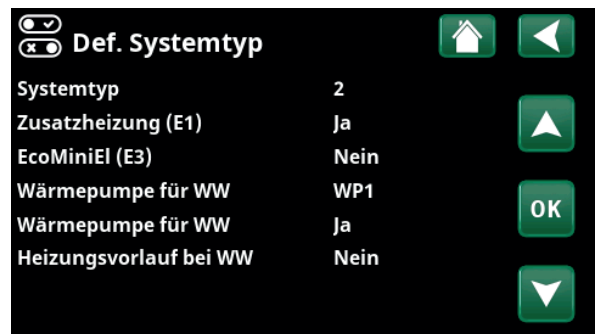 Def. Systemtyp
Systemtyp 2
Zusatzheizung (E1) Ja
EcoMiniEl (E3) Nein
Wärmepumpe für WW WP1
Wärmepumpe für WW Ja
OK
Heizungsvorlauf bei WW Nein